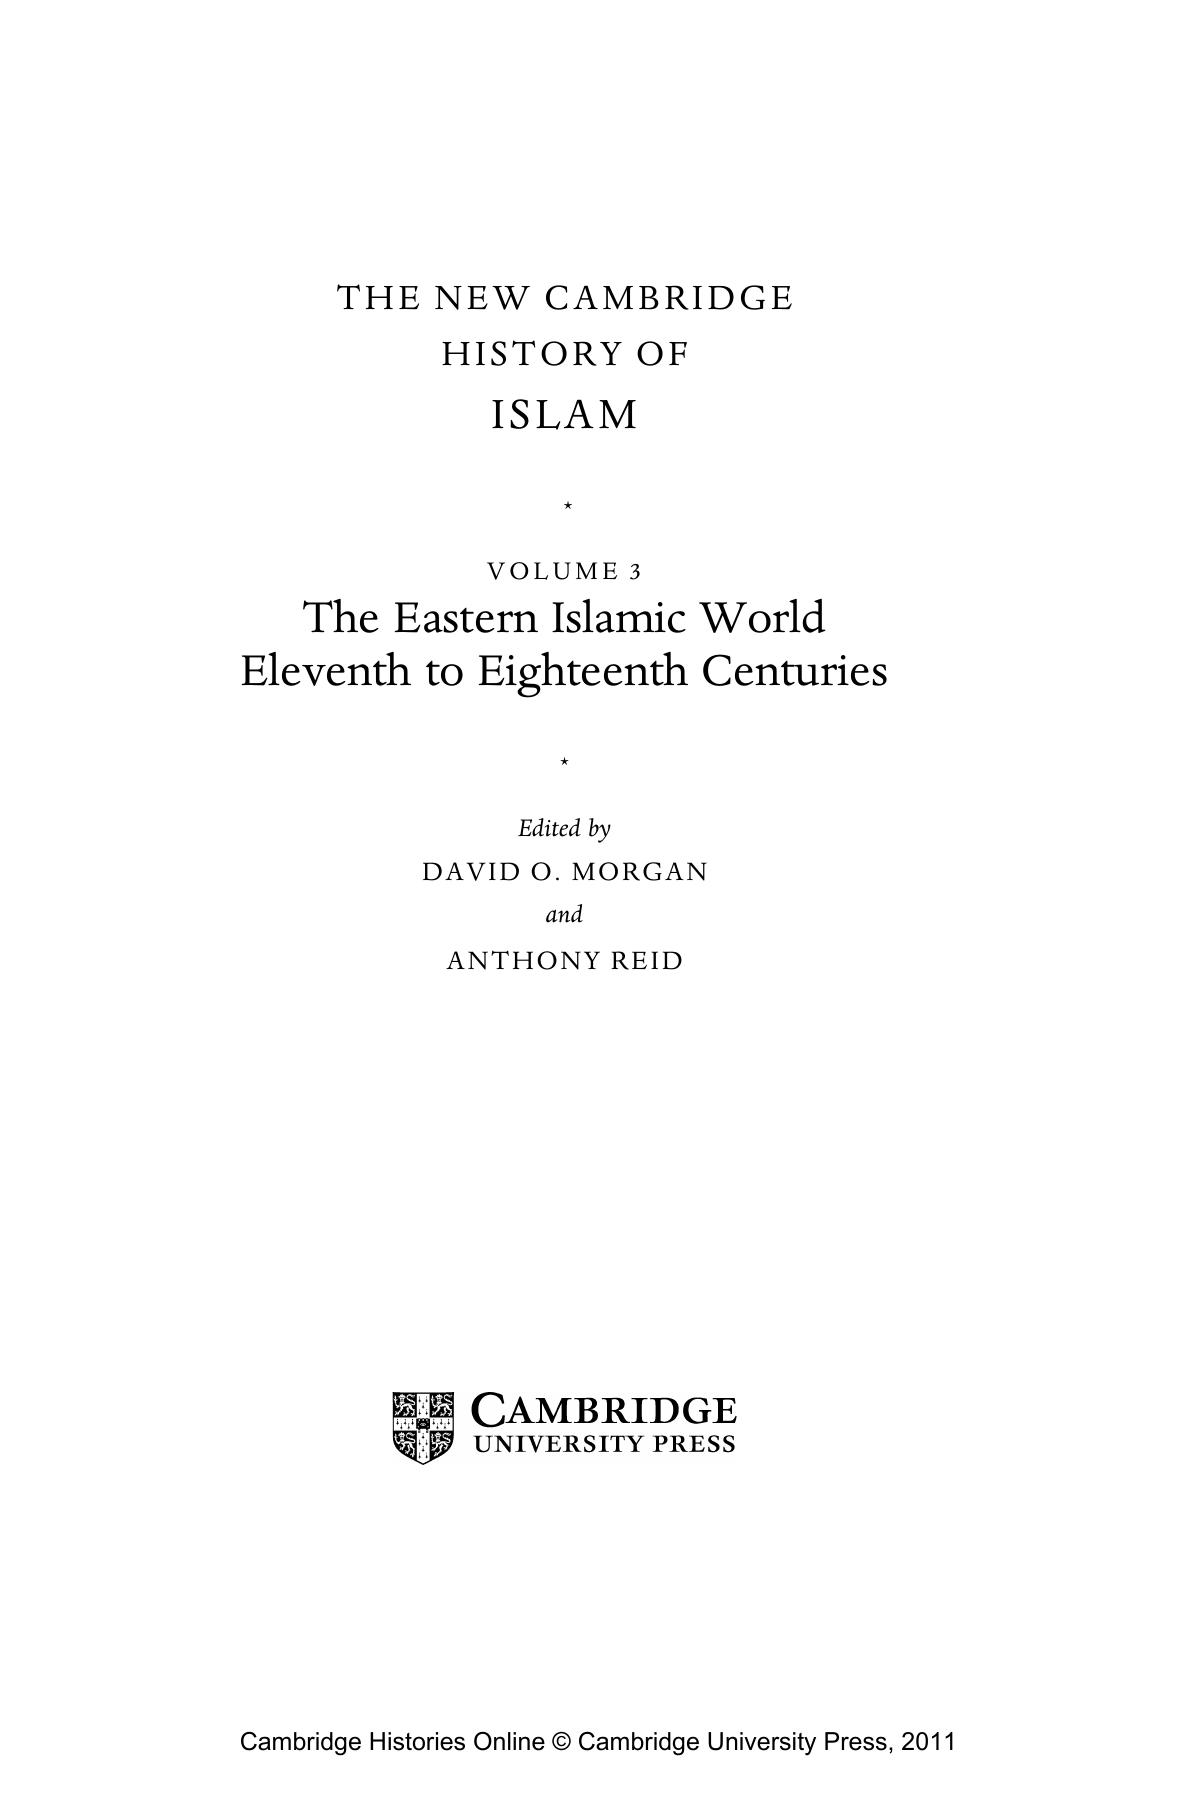 THE NEW CAMBRIDGE
HISTORY OF
ISLAM
⋆
VOLUME 3
The Eastern Islamic World
Eleventh to Eighteenth Centuries
⋆
Edited by
DAVID O. MORGAN
and
ANTHONY REID
CAMBRIDGE
UNIVERSITY PRESS
Cambridge Histories Online © Cambridge University Press, 2011